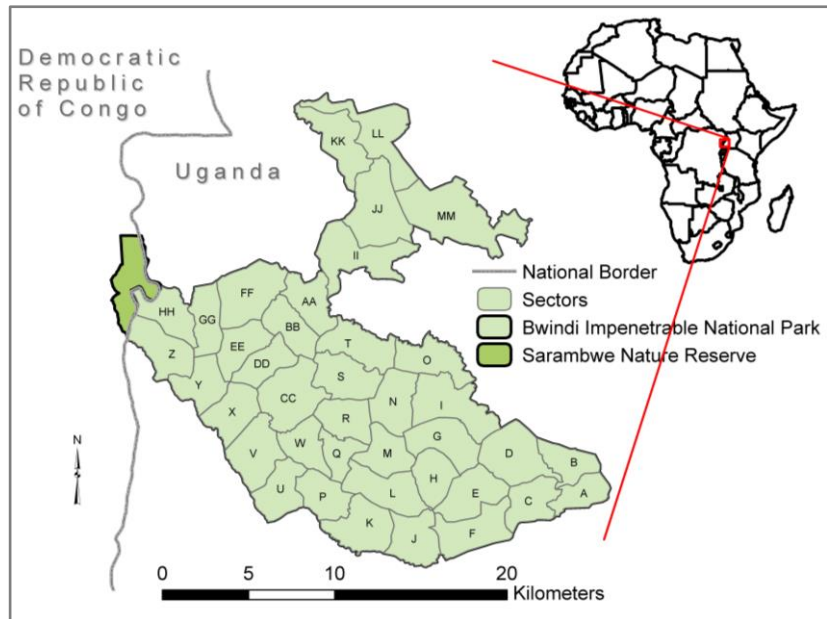 Democratic
Republic
of Congo
Uganda
KK
LL
JJ
MM
II
National Border
Sectors
Bwindi Impenetrable National Park
Sarambwe Nature Reserve
HH
GG
FF
AA
BB
Z
EE
DD
T
O
Y
S
X
CC
N
I
R
G
V
W
Q
M
D
B
H
U
P
L
E
C
A
K
J
F
N
0
5
10
20
Kilometers